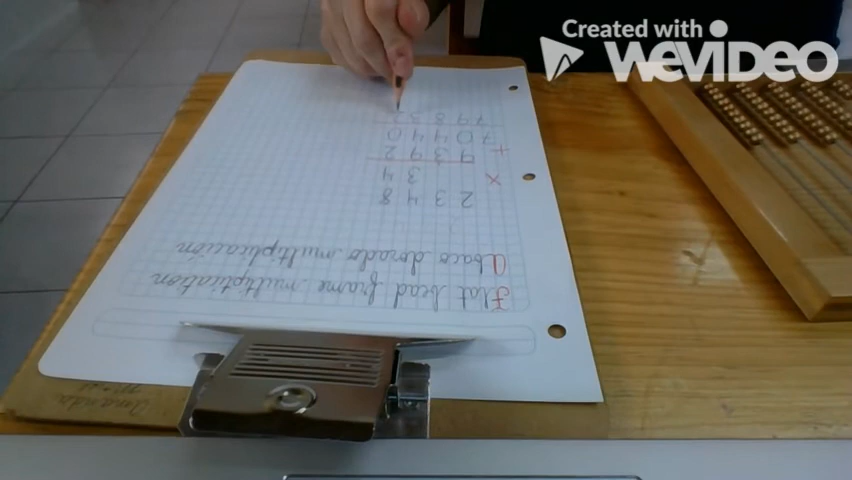 Created with
WEVIDEO
Flat bead frame multiplication
Abaco dorado multiplicación
2 3 4 8
x 3 4
9 3 9 2
+ 7 0 4 4 0
7 9 8 3 2
Amanda